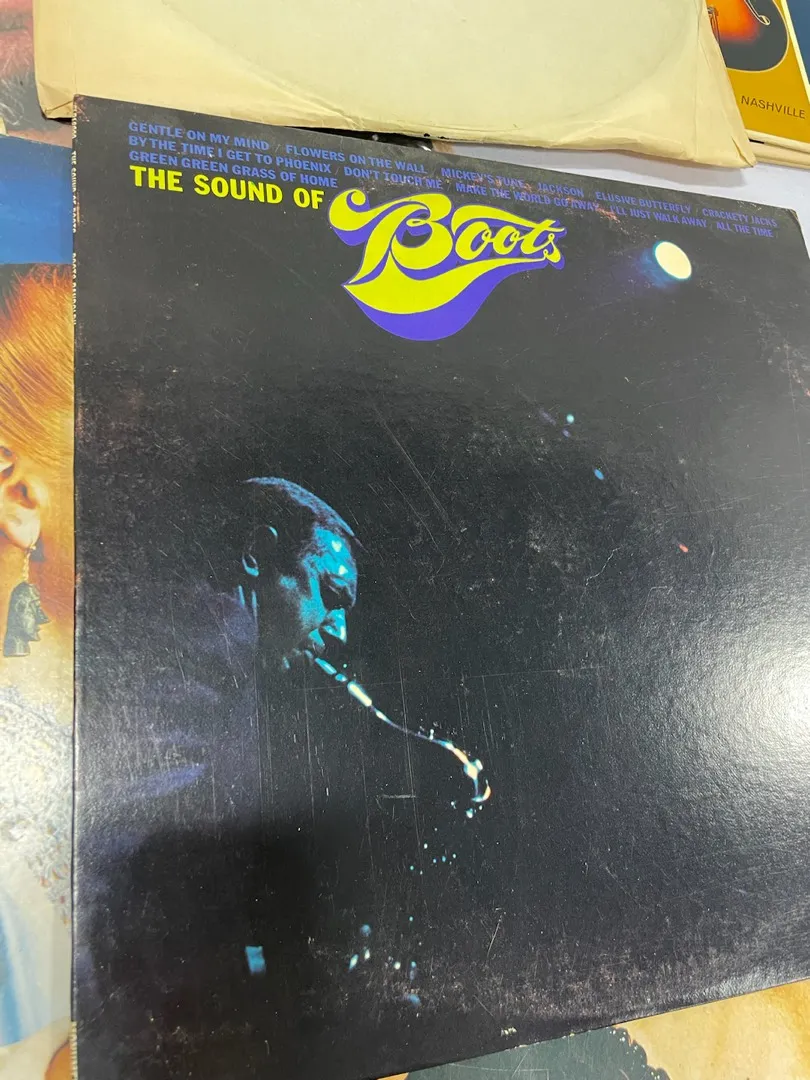 NASHVILLE
GENTLE ON MY MIND / FLOWERS ON THE WALL / MICKEY'S TUNE / JACKSON / ELUSIVE BUTTERFLY / CRACKETY JACKS
BY THE TIME I GET TO PHOENIX / DON'T TOUCH ME / MAKE THE WORLD GO AWAY / I'LL JUST WALK AWAY / ALL THE TIME
GREEN GREEN GRASS OF HOME
THE SOUND OF Boots